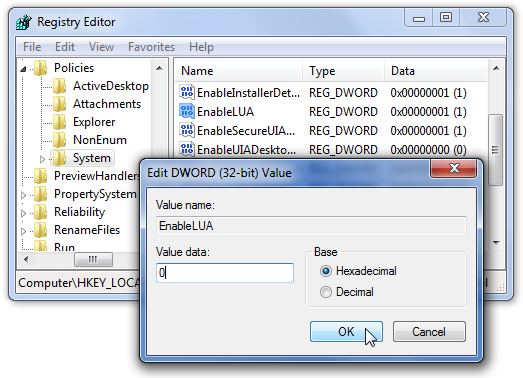 Registry Editor
File Edit View Favorites Help
Policies
ActiveDesktop
Attachments
Explorer
NonEnum
System
PreviewHandlers
PropertySystem
Reliability
RenameFiles
Run
Name Type Data
EnableInstallerDet... REG_DWORD 0x00000001 (1)
EnableLUA REG_DWORD 0x00000001 (1)
EnableSecureUIA... REG_DWORD 0x00000001 (1)
EnableUIADeskto... REG_DWORD 0x00000000 (0)
Computer\HKEY_LOCA
Edit DWORD (32-bit) Value
Value name:
EnableLUA
Value data:
0
Base
Hexadecimal
Decimal
OK Cancel